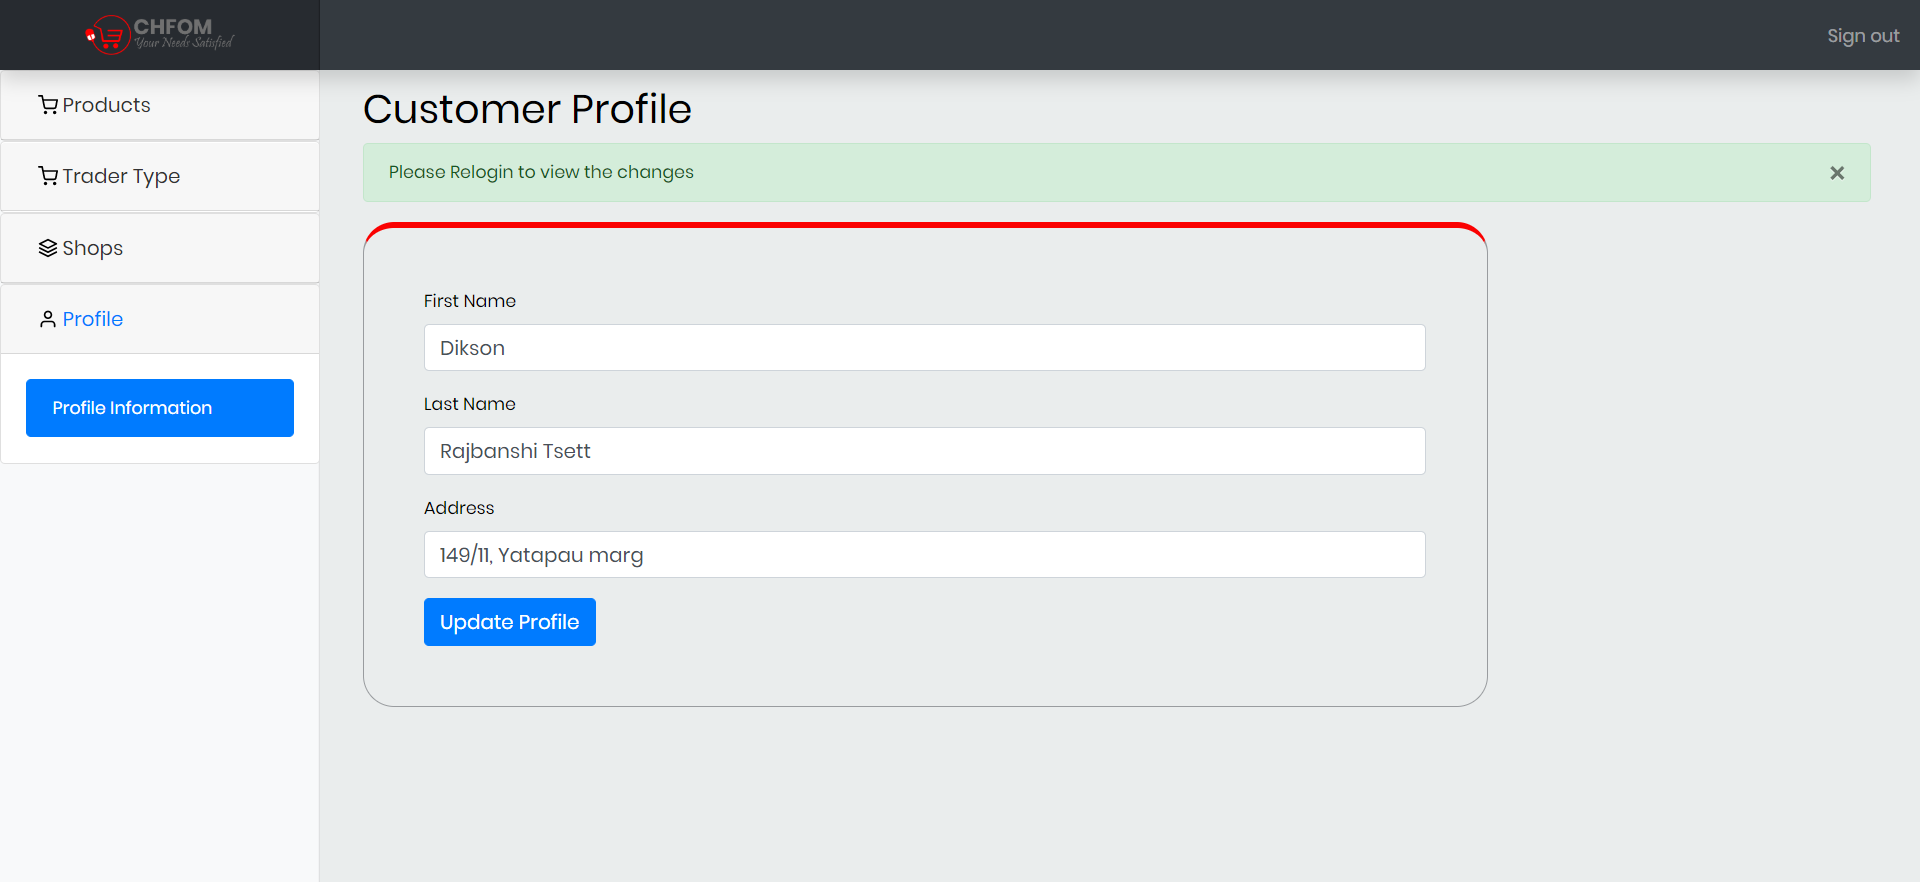 CHFOM
Your Needs Satisfied
Sign out
Products
Trader Type
Shops
Profile
Profile Information
Customer Profile
Please Relogin to view the changes
×
First Name
Dikson
Last Name
Rajbanshi Tsett
Address
149/11, Yatapau marg
Update Profile